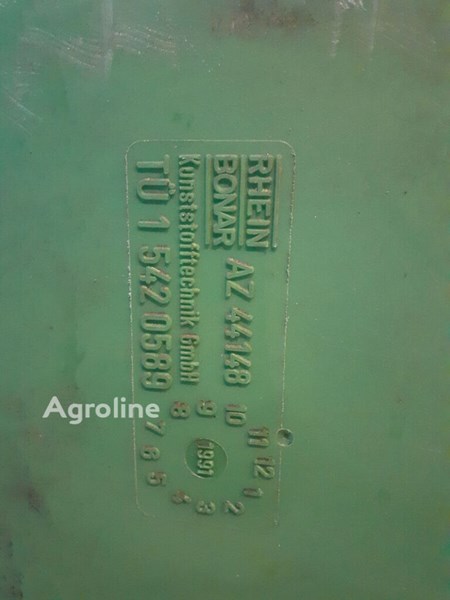 RHEIN
BONAR
AZ 44148
Kunststofftechnik GmbH
TÜ 1 542 0589
1 2 3 4 5 6 7 8 9 10 11 12
1991
Agroline